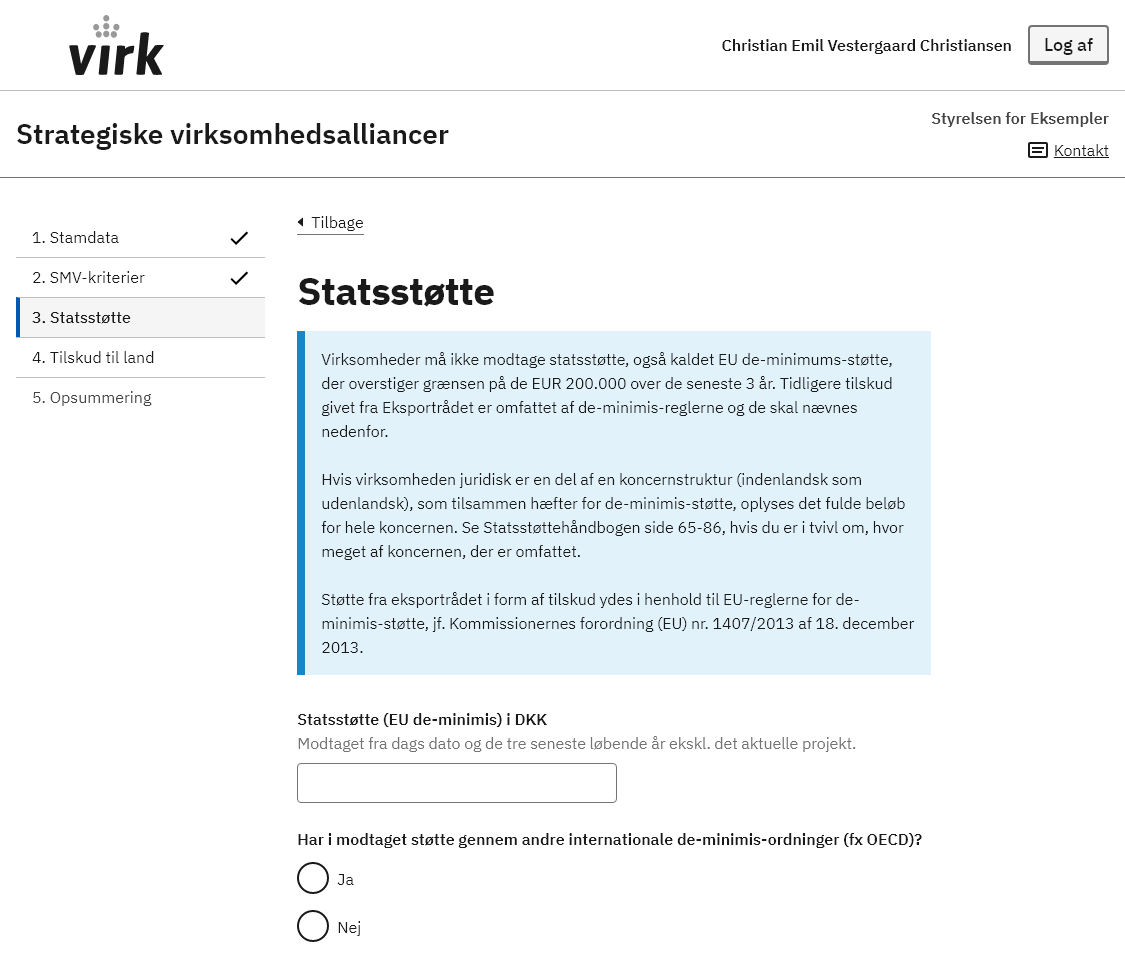 virk
Christian Emil Vestergaard Christiansen
Log af
Strategiske virksomhedsalliancer
Styrelsen for Eksempler
Kontakt
1. Stamdata
2. SMV-kriterier
3. Statsstøtte
4. Tilskud til land
5. Opsummering
Tilbage
Statsstøtte
Virksomheder må ikke modtage statsstøtte, også kaldet EU de-minimums-støtte,
der overstiger grænsen på de EUR 200.000 over de seneste 3 år. Tidligere tilskud
givet fra Eksportrådet er omfattet af de-minimis-reglerne og de skal nævnes
nedenfor.
Hvis virksomheden juridisk er en del af en koncernstruktur (indenlandsk som
udenlandsk), som tilsammen hæfter for de-minimis-støtte, oplyses det fulde beløb
for hele koncernen. Se Statsstøttehåndbogen side 65-86, hvis du er i tvivl om, hvor
meget af koncernen, der er omfattet.
Støtte fra eksportrådet i form af tilskud ydes i henhold til EU-reglerne for de-
minimis-støtte, jf. Kommissionernes forordning (EU) nr. 1407/2013 af 18. december
2013.
Statsstøtte (EU de-minimis) i DKK
Modtaget fra dags dato og de tre seneste løbende år ekskl. det aktuelle projekt.
Har i modtaget støtte gennem andre internationale de-minimis-ordninger (fx OECD)?
Ja
Nej